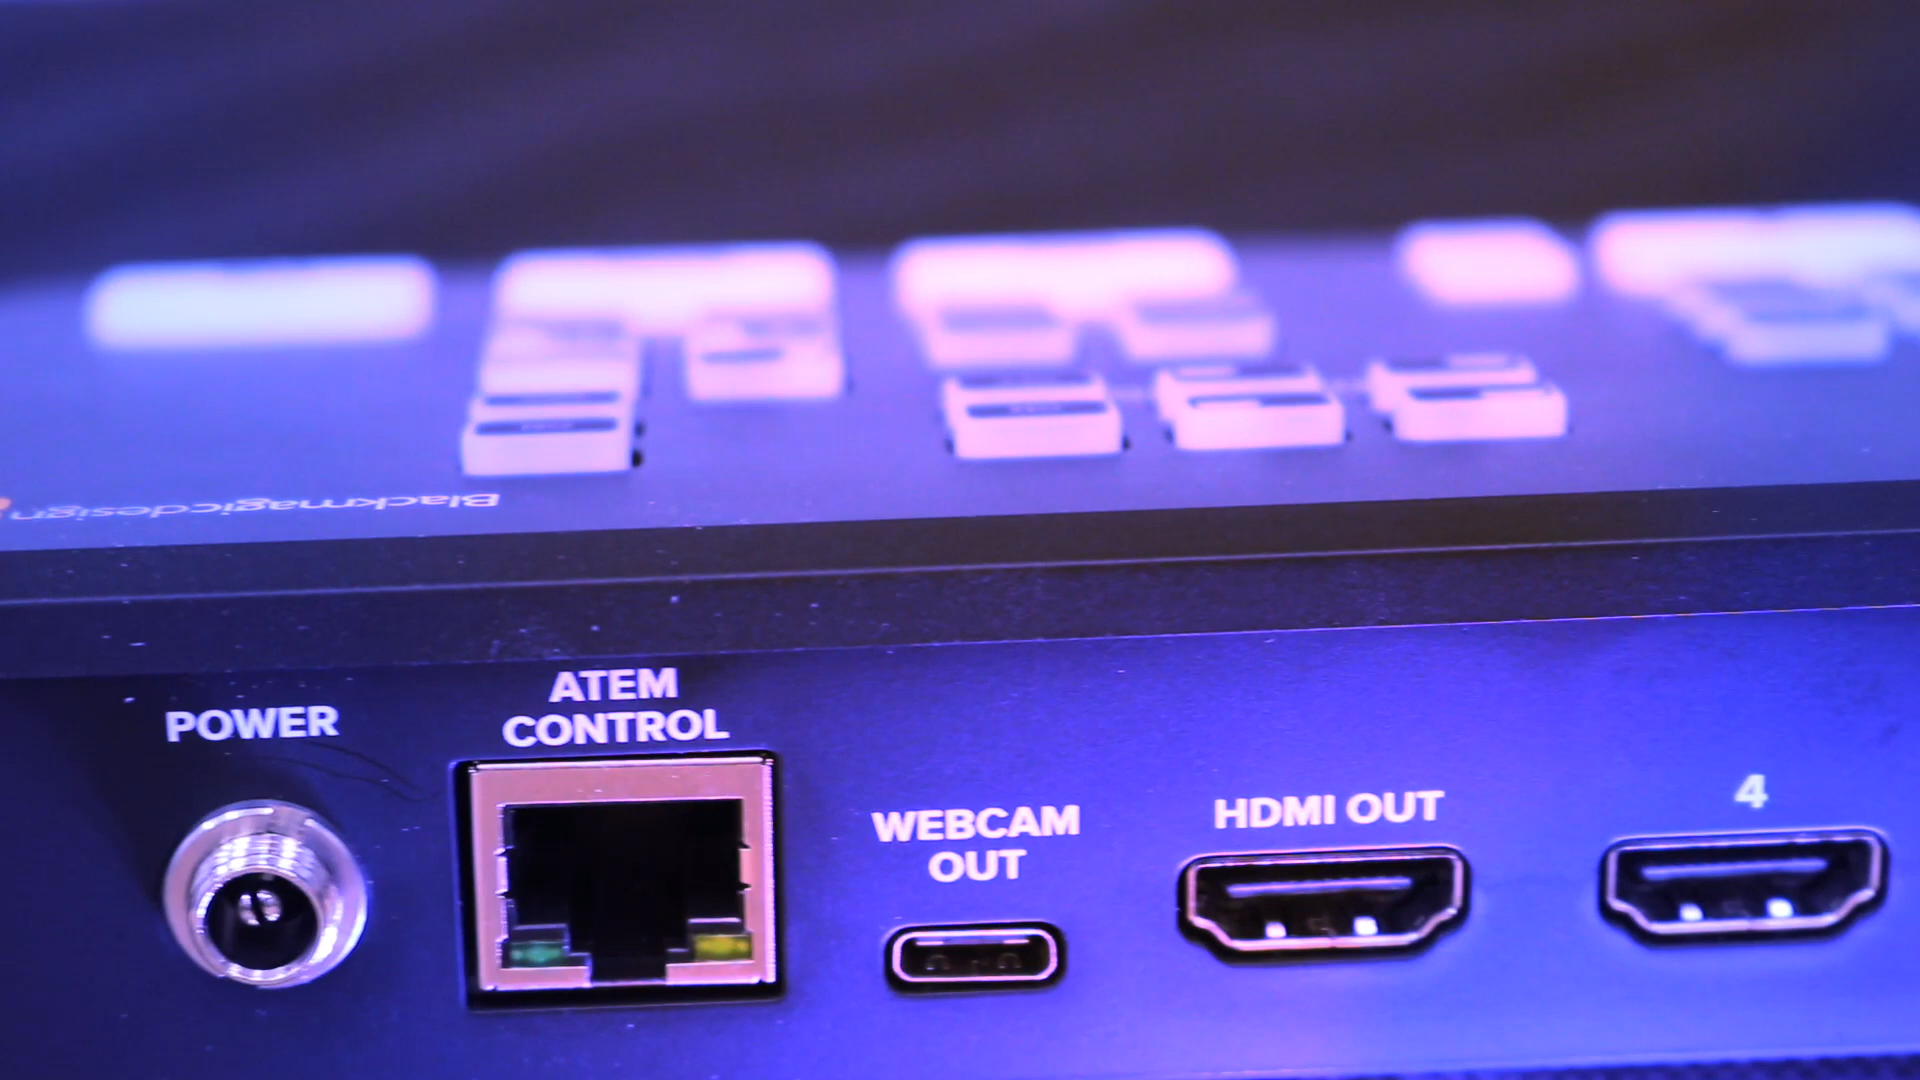 Blackmagicdesign
POWER
ATEM
CONTROL
WEBCAM
OUT
HDMI OUT
4